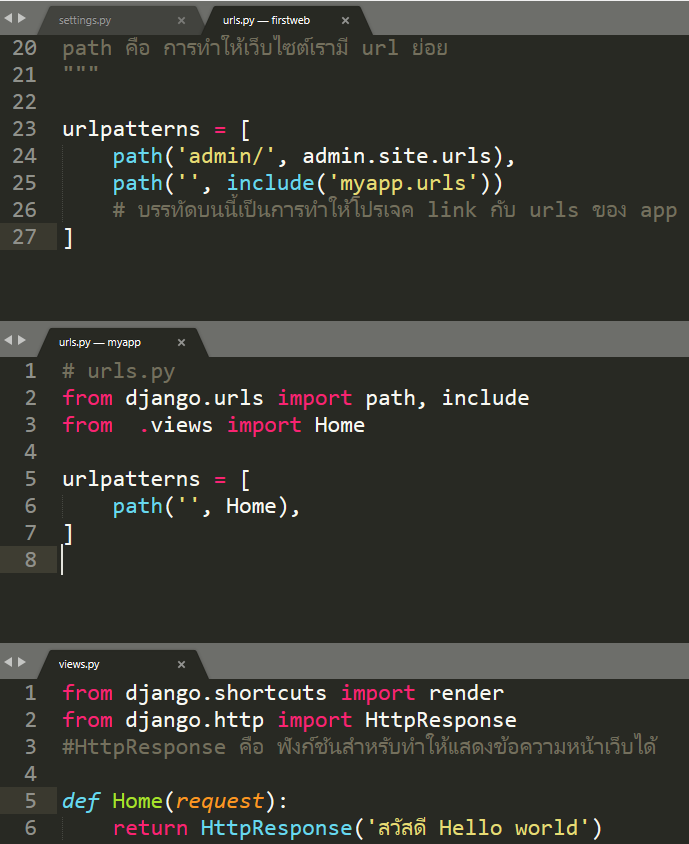 settings.py × urls.py — firstweb ×
20 path คือ การทำให้เว็บไซต์เรามี url ย่อย
21 """
22
23 urlpatterns = [
24 path('admin/', admin.site.urls),
25 path('', include('myapp.urls'))
26 # บรรทัดบนนี้เป็นการทำให้โปรเจค link กับ urls ของ app
27 ]
urls.py — myapp ×
1 # urls.py
2 from django.urls import path, include
3 from  .views import Home
4
5 urlpatterns = [
6 path('', Home),
7 ]
8
views.py ×
1 from django.shortcuts import render
2 from django.http import HttpResponse
3 #HttpResponse คือ ฟังก์ชันสำหรับทำให้แสดงข้อความหน้าเว็บได้
4
5 def Home(request):
6 return HttpResponse('สวัสดี Hello world')